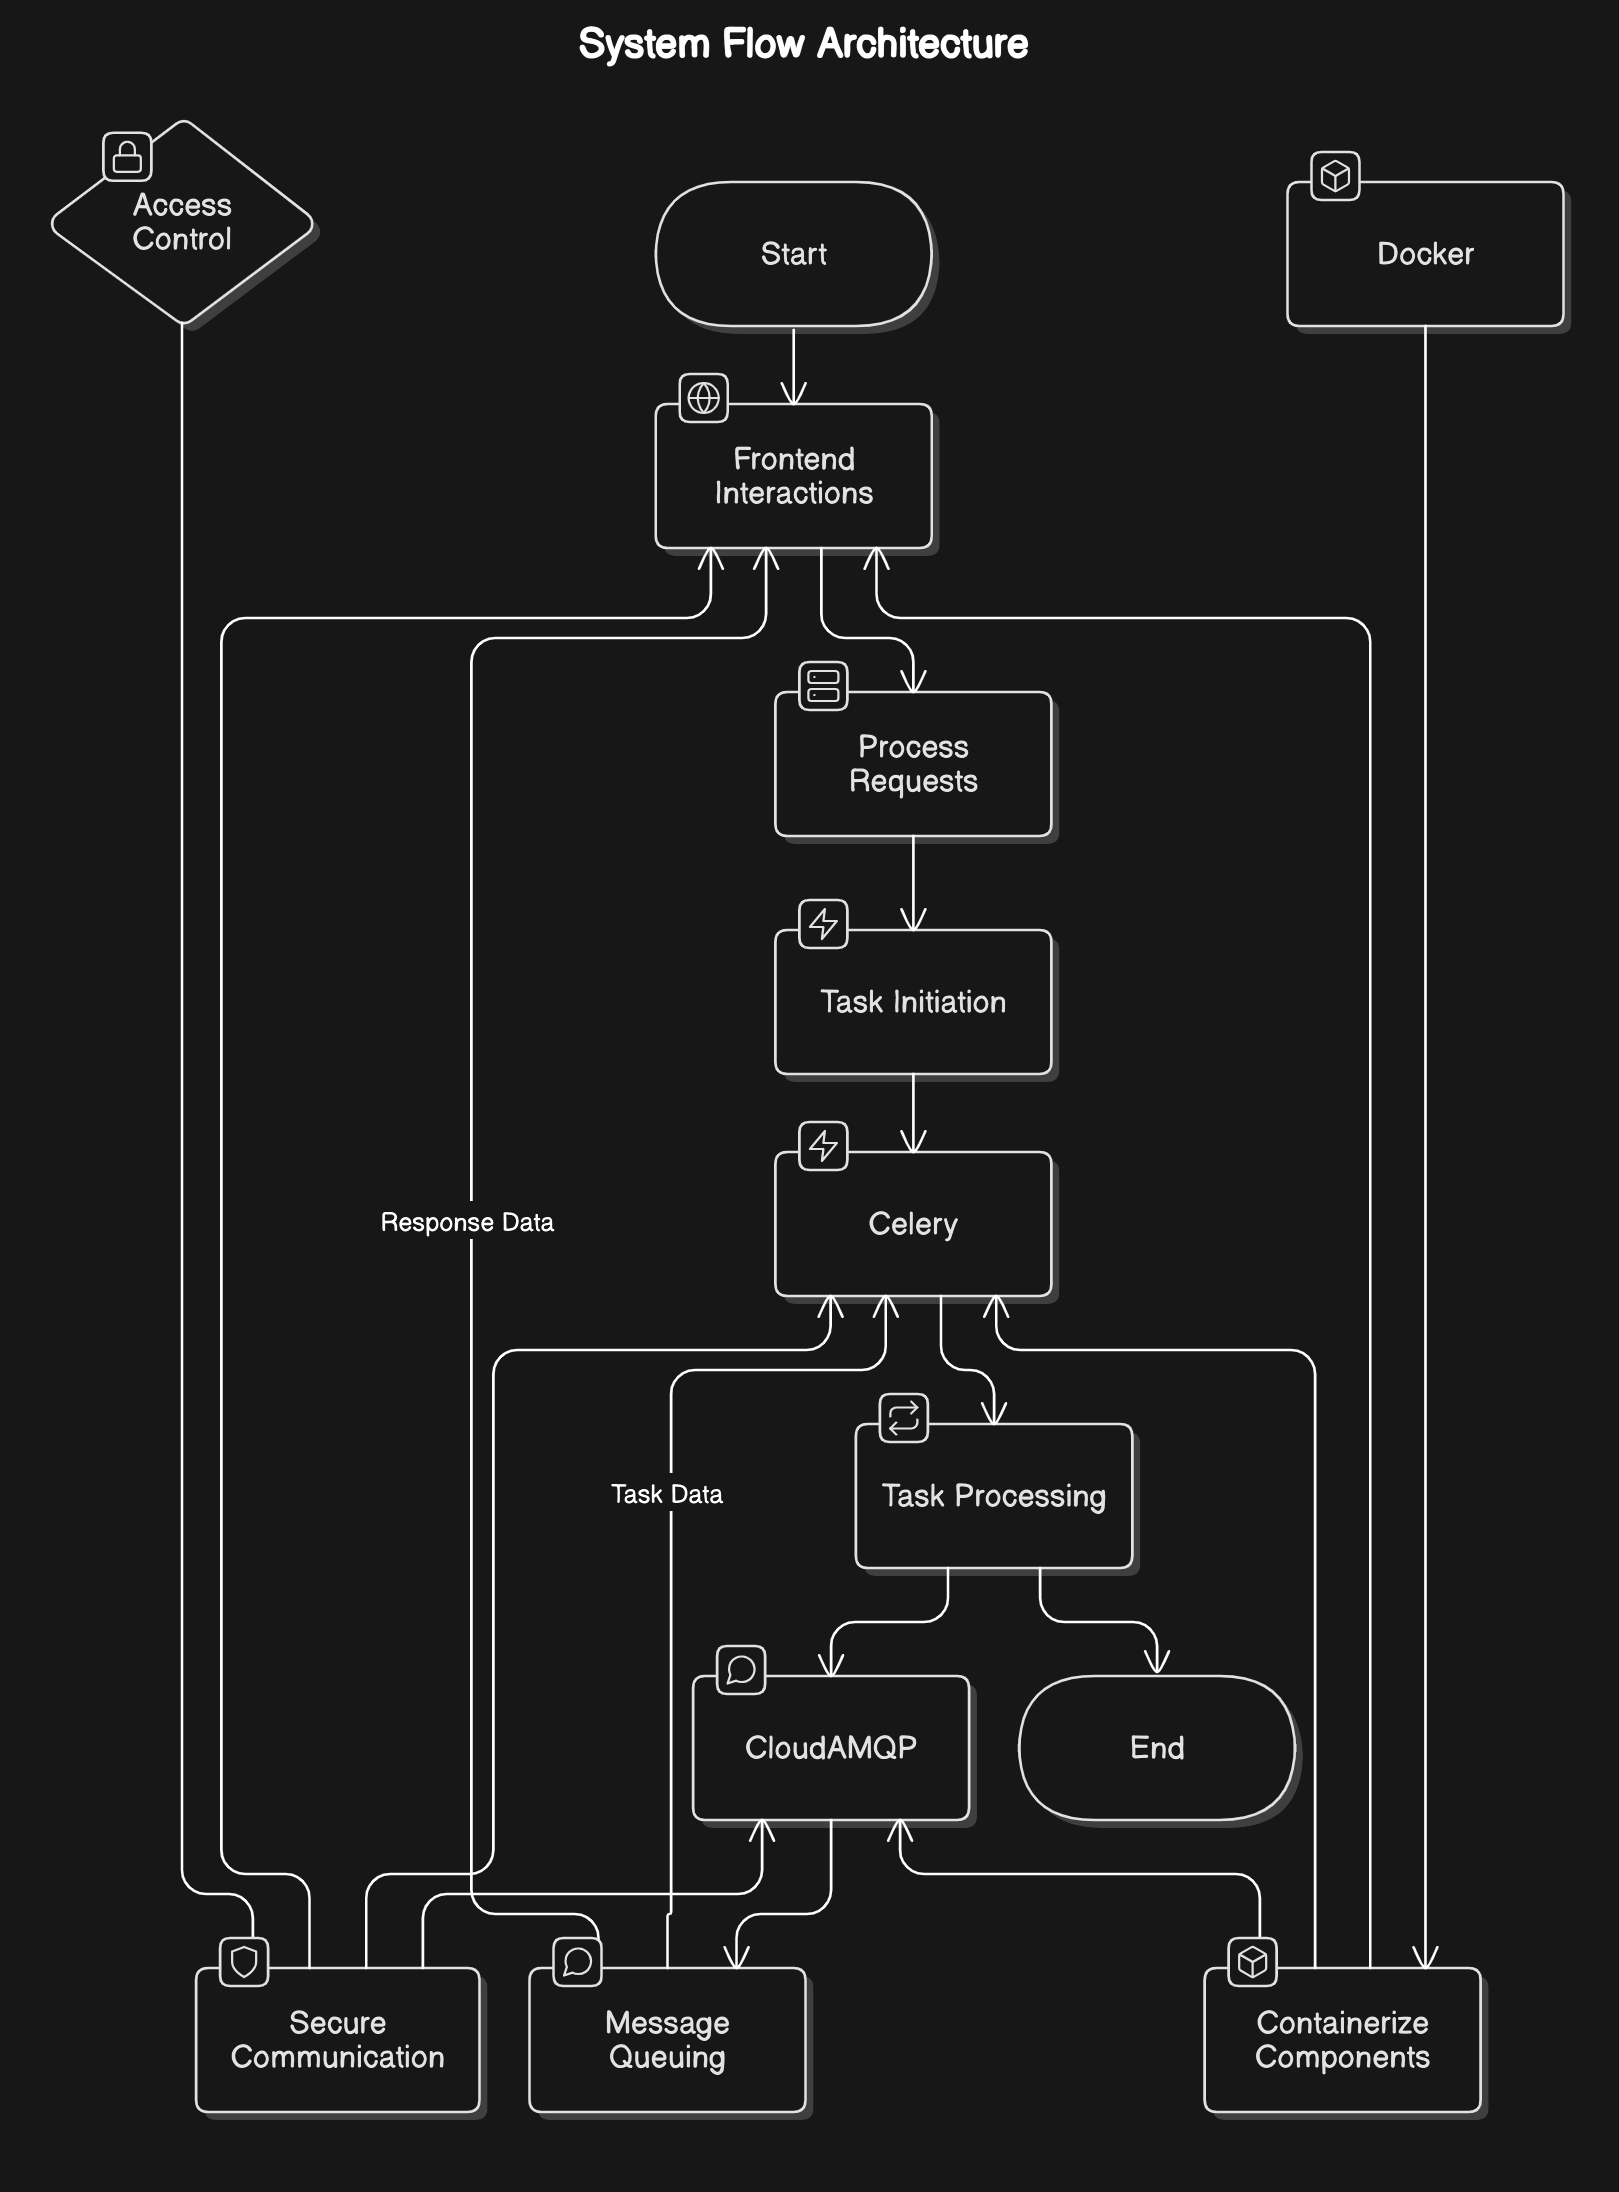 System Flow Architecture
Access
Control
Start
Docker
Frontend
Interactions
Process
Requests
Task Initiation
Response Data
Celery
Task Data
Task Processing
CloudAMQP
End
Secure
Communication
Message
Queuing
Containerize
Components